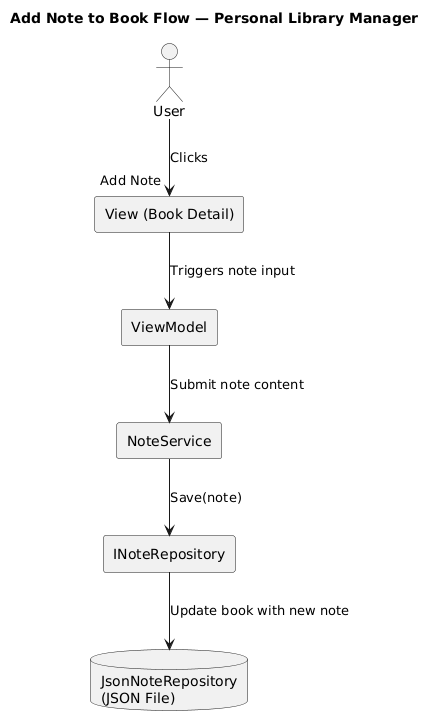 Add Note to Book Flow — Personal Library Manager
User
Clicks
Add Note
View (Book Detail)
Triggers note input
ViewModel
Submit note content
NoteService
Save(note)
INoteRepository
Update book with new note
JsonNoteRepository
(JSON File)